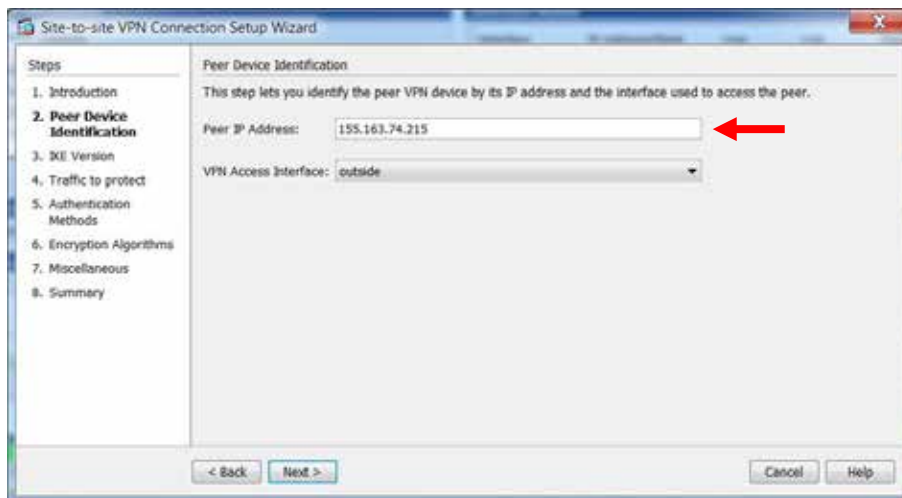 Site-to-site VPN Connection Setup Wizard
Steps
1. Introduction
2. Peer Device
Identification
3. IKE Version
4. Traffic to protect
5. Authentication
Methods
6. Encryption Algorithms
7. Miscellaneous
8. Summary
Peer Device Identification
This step lets you identify the peer VPN device by its IP address and the interface used to access the peer.
Peer IP Address: 155.163.74.215
VPN Access Interface: outside
< Back Next > Cancel Help